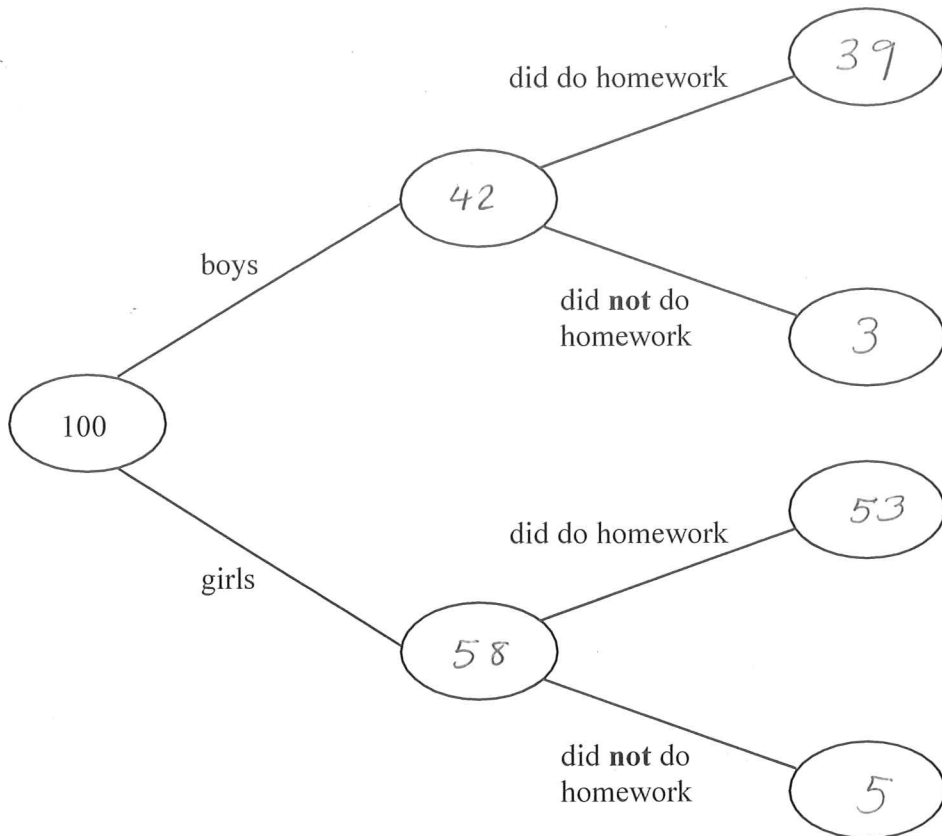 39
did do homework
42
boys
did not do
homework
3
100
53
did do homework
girls
58
did not do
homework
5